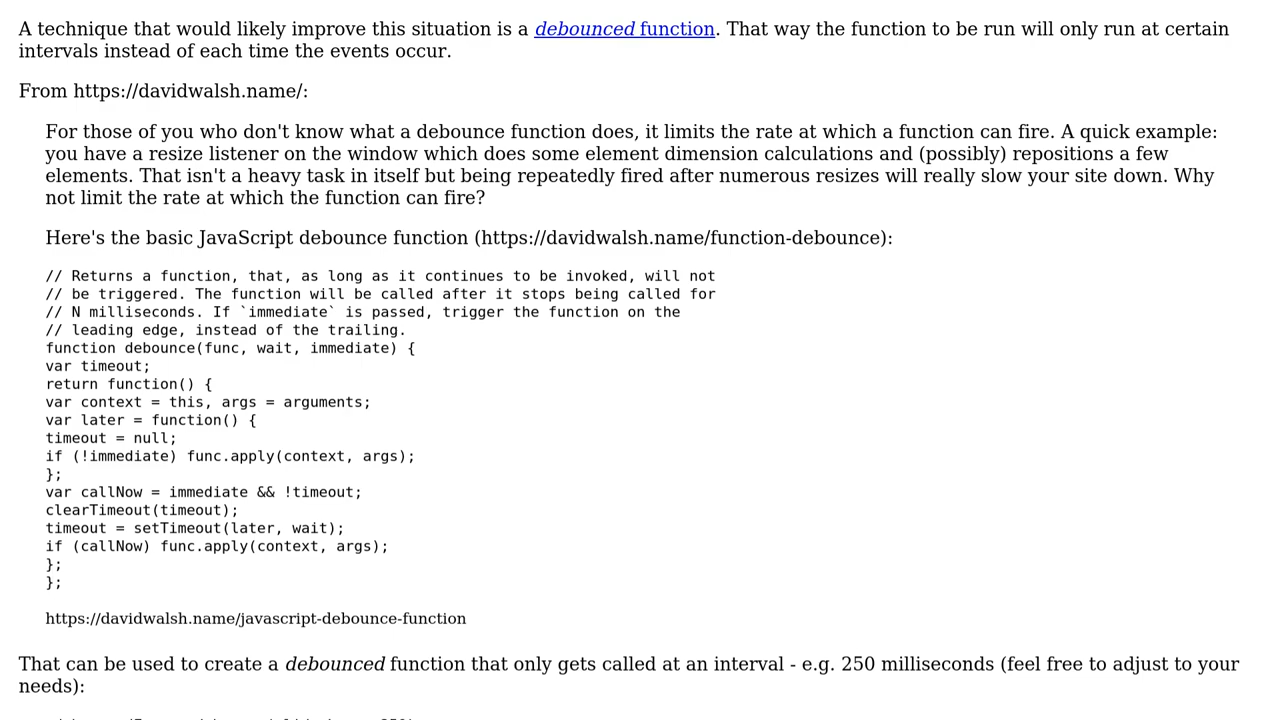 A technique that would likely improve this situation is a debounced function. That way the function to be run will only run at certain
intervals instead of each time the events occur.
From https://davidwalsh.name/:
For those of you who don't know what a debounce function does, it limits the rate at which a function can fire. A quick example:
you have a resize listener on the window which does some element dimension calculations and (possibly) repositions a few
elements. That isn't a heavy task in itself but being repeatedly fired after numerous resizes will really slow your site down. Why
not limit the rate at which the function can fire?
Here's the basic JavaScript debounce function (https://davidwalsh.name/function-debounce):
// Returns a function, that, as long as it continues to be invoked, will not
// be triggered. The function will be called after it stops being called for
// N milliseconds. If `immediate` is passed, trigger the function on the
// leading edge, instead of the trailing.
function debounce(func, wait, immediate) {
var timeout;
return function() {
var context = this, args = arguments;
var later = function() {
timeout = null;
if (!immediate) func.apply(context, args);
};
var callNow = immediate && !timeout;
clearTimeout(timeout);
timeout = setTimeout(later, wait);
if (callNow) func.apply(context, args);
};
};
https://davidwalsh.name/javascript-debounce-function
That can be used to create a debounced function that only gets called at an interval - e.g. 250 milliseconds (feel free to adjust to your
needs):